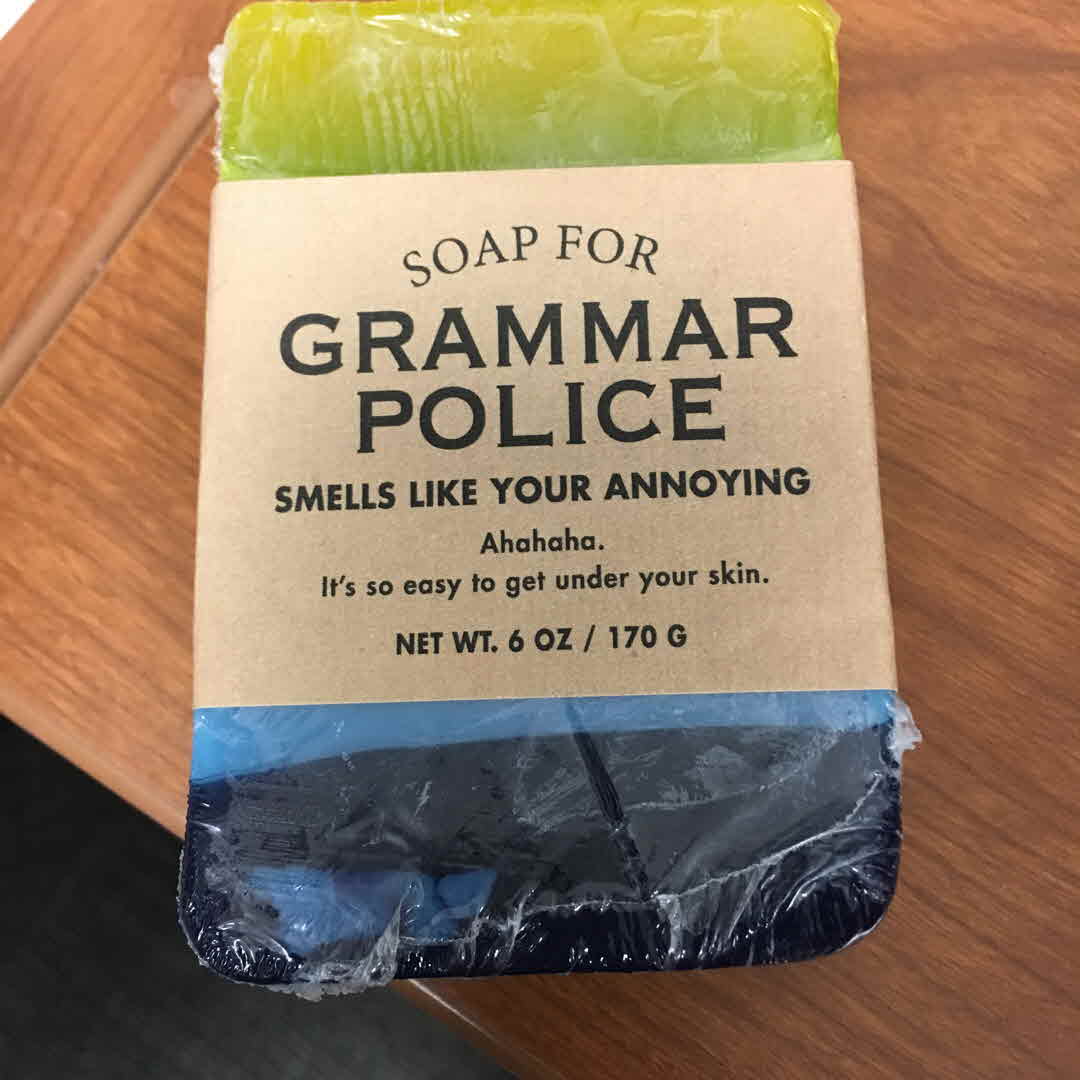 SOAP FOR
GRAMMAR
POLICE
SMELLS LIKE YOUR ANNOYING
Ahahaha.
It's so easy to get under your skin.
NET WT. 6 OZ / 170 G